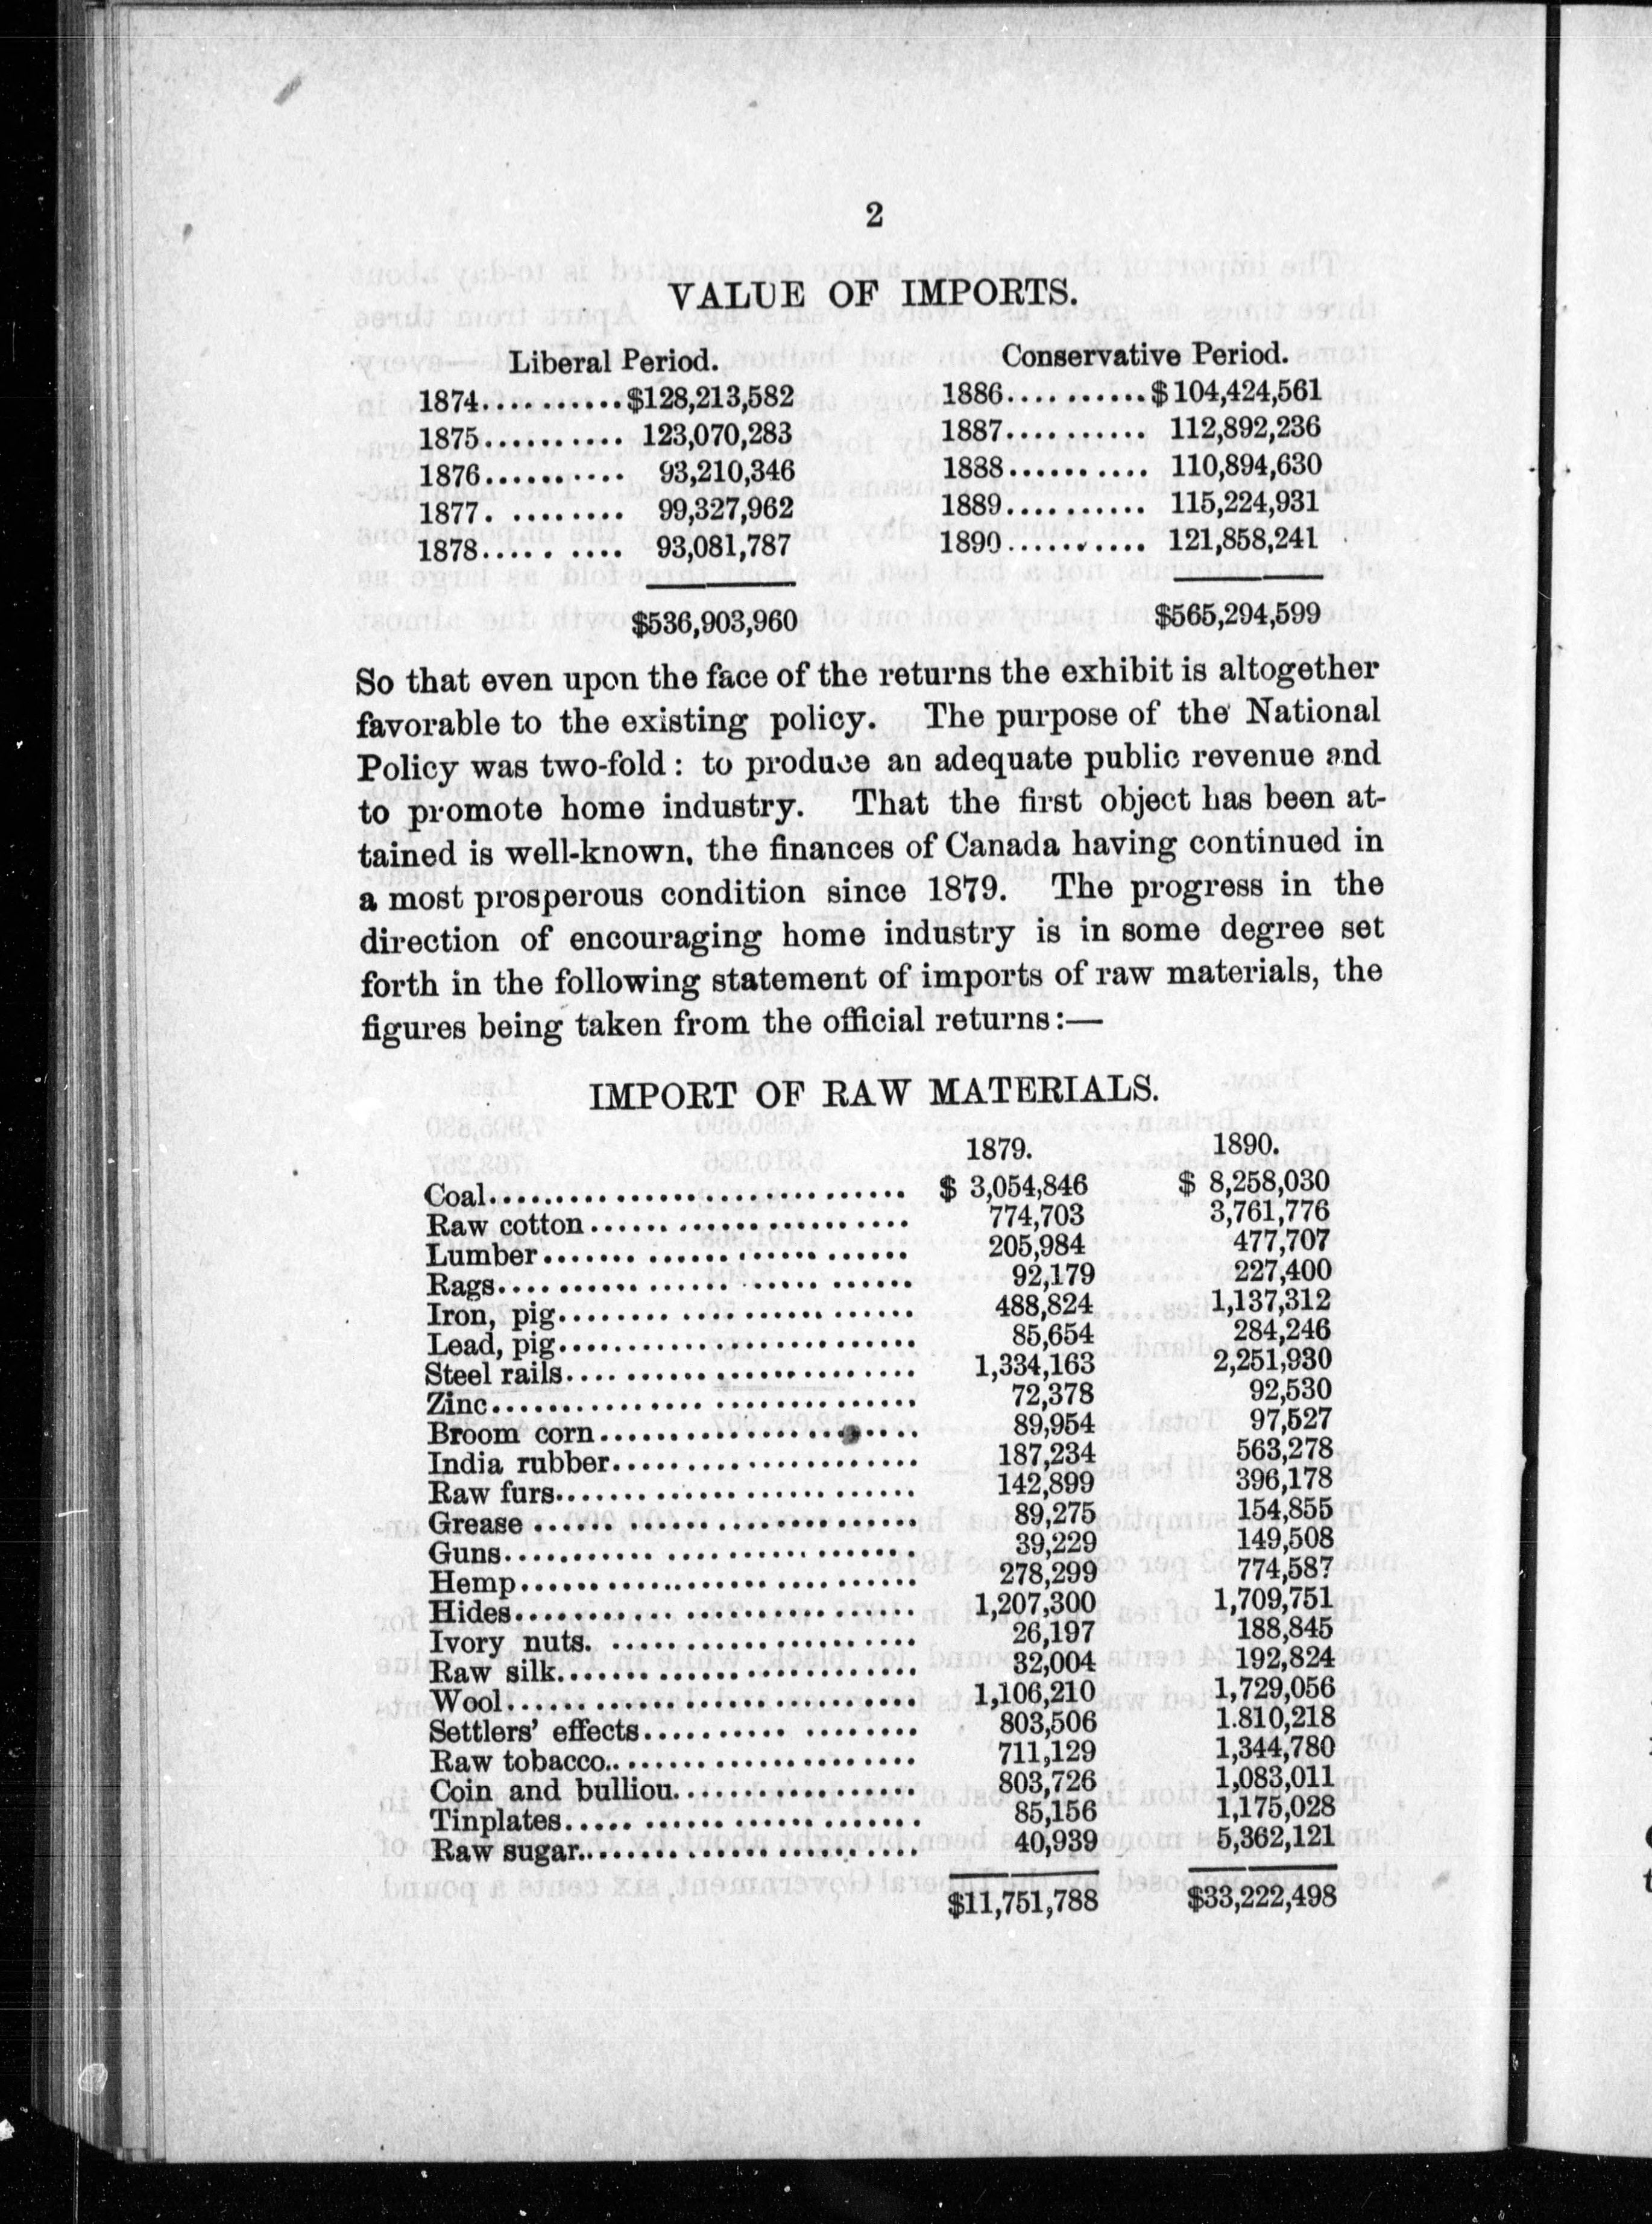 2
VALUE OF IMPORTS.
Liberal Period. Conservative Period.
1874..........$128,213,582 1886..........$104,424,561
1875.......... 123,070,283 1887.......... 112,892,236
1876.......... 93,210,346 1888.......... 110,894,630
1877. ........ 99,327,962 1889.......... 115,224,931
1878..... .... 93,081,787 1890.......... 121,858,241
$536,903,960 $565,294,599
So that even upon the face of the returns the exhibit is altogether
favorable to the existing policy. The purpose of the National
Policy was two-fold: to produce an adequate public revenue and
to promote home industry. That the first object has been at-
tained is well-known, the finances of Canada having continued in
a most prosperous condition since 1879. The progress in the
direction of encouraging home industry is in some degree set
forth in the following statement of imports of raw materials, the
figures being taken from the official returns:—
IMPORT OF RAW MATERIALS.
1879. 1890.
Coal.............................. $ 3,054,846 $ 8,258,030
Raw cotton...................... 774,703 3,761,776
Lumber.......................... 205,984 477,707
Rags.............................. 92,179 227,400
Iron, pig......................... 488,824 1,137,312
Lead, pig......................... 85,654 284,246
Steel rails........................ 1,334,163 2,251,930
Zinc.............................. 72,378 92,530
Broom corn...................... 89,954 97,527
India rubber..................... 187,234 563,278
Raw furs......................... 142,899 396,178
Grease ........................... 89,275 154,855
Guns............................. 39,229 149,508
Hemp............................ 278,299 774,587
Hides............................ 1,207,300 1,709,751
Ivory nuts. ..................... 26,197 188,845
Raw silk......................... 32,004 192,824
Wool............................. 1,106,210 1,729,056
Settlers' effects.......... ........ 803,506 1.810,218
Raw tobacco...................... 711,129 1,344,780
Coin and bulliou................. 803,726 1,083,011
Tinplates......................... 85,156 1,175,028
Raw sugar........................ 40,939 5,362,121
$11,751,788 $33,222,498